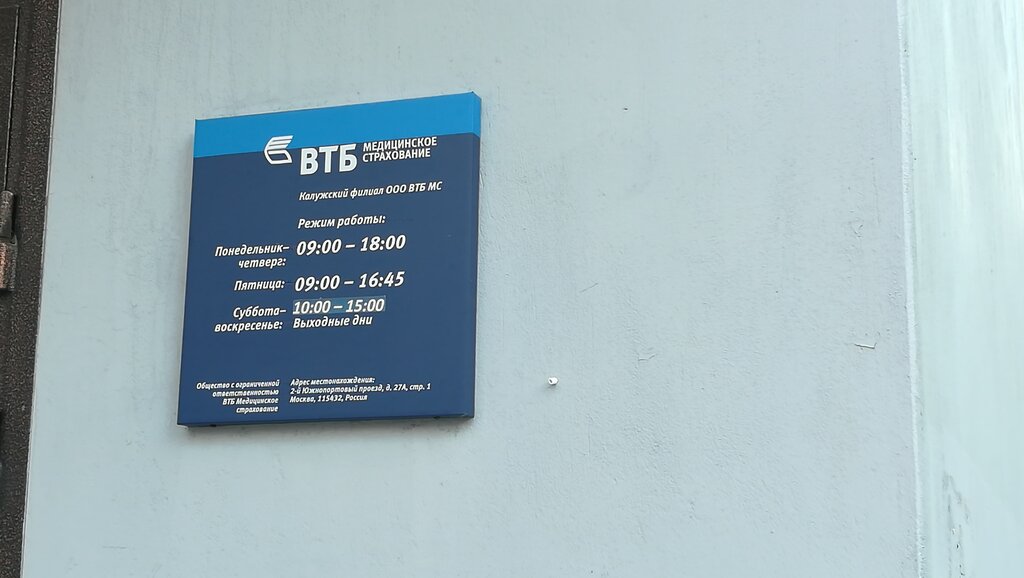 ВТБ МЕДИЦИНСКОЕ
СТРАХОВАНИЕ
Калужский филиал ООО ВТБ МС
Режим работы:
Понедельник–
четверг: 09:00 – 18:00
Пятница: 09:00 – 16:45
Суббота– 10:00 – 15:00
воскресенье: Выходные дни
Общество с ограниченной
ответственностью
ВТБ Медицинское
страхование
Адрес местонахождения:
2-й Южнопортовый проезд, д. 27А, стр. 1
Москва, 115432, Россия